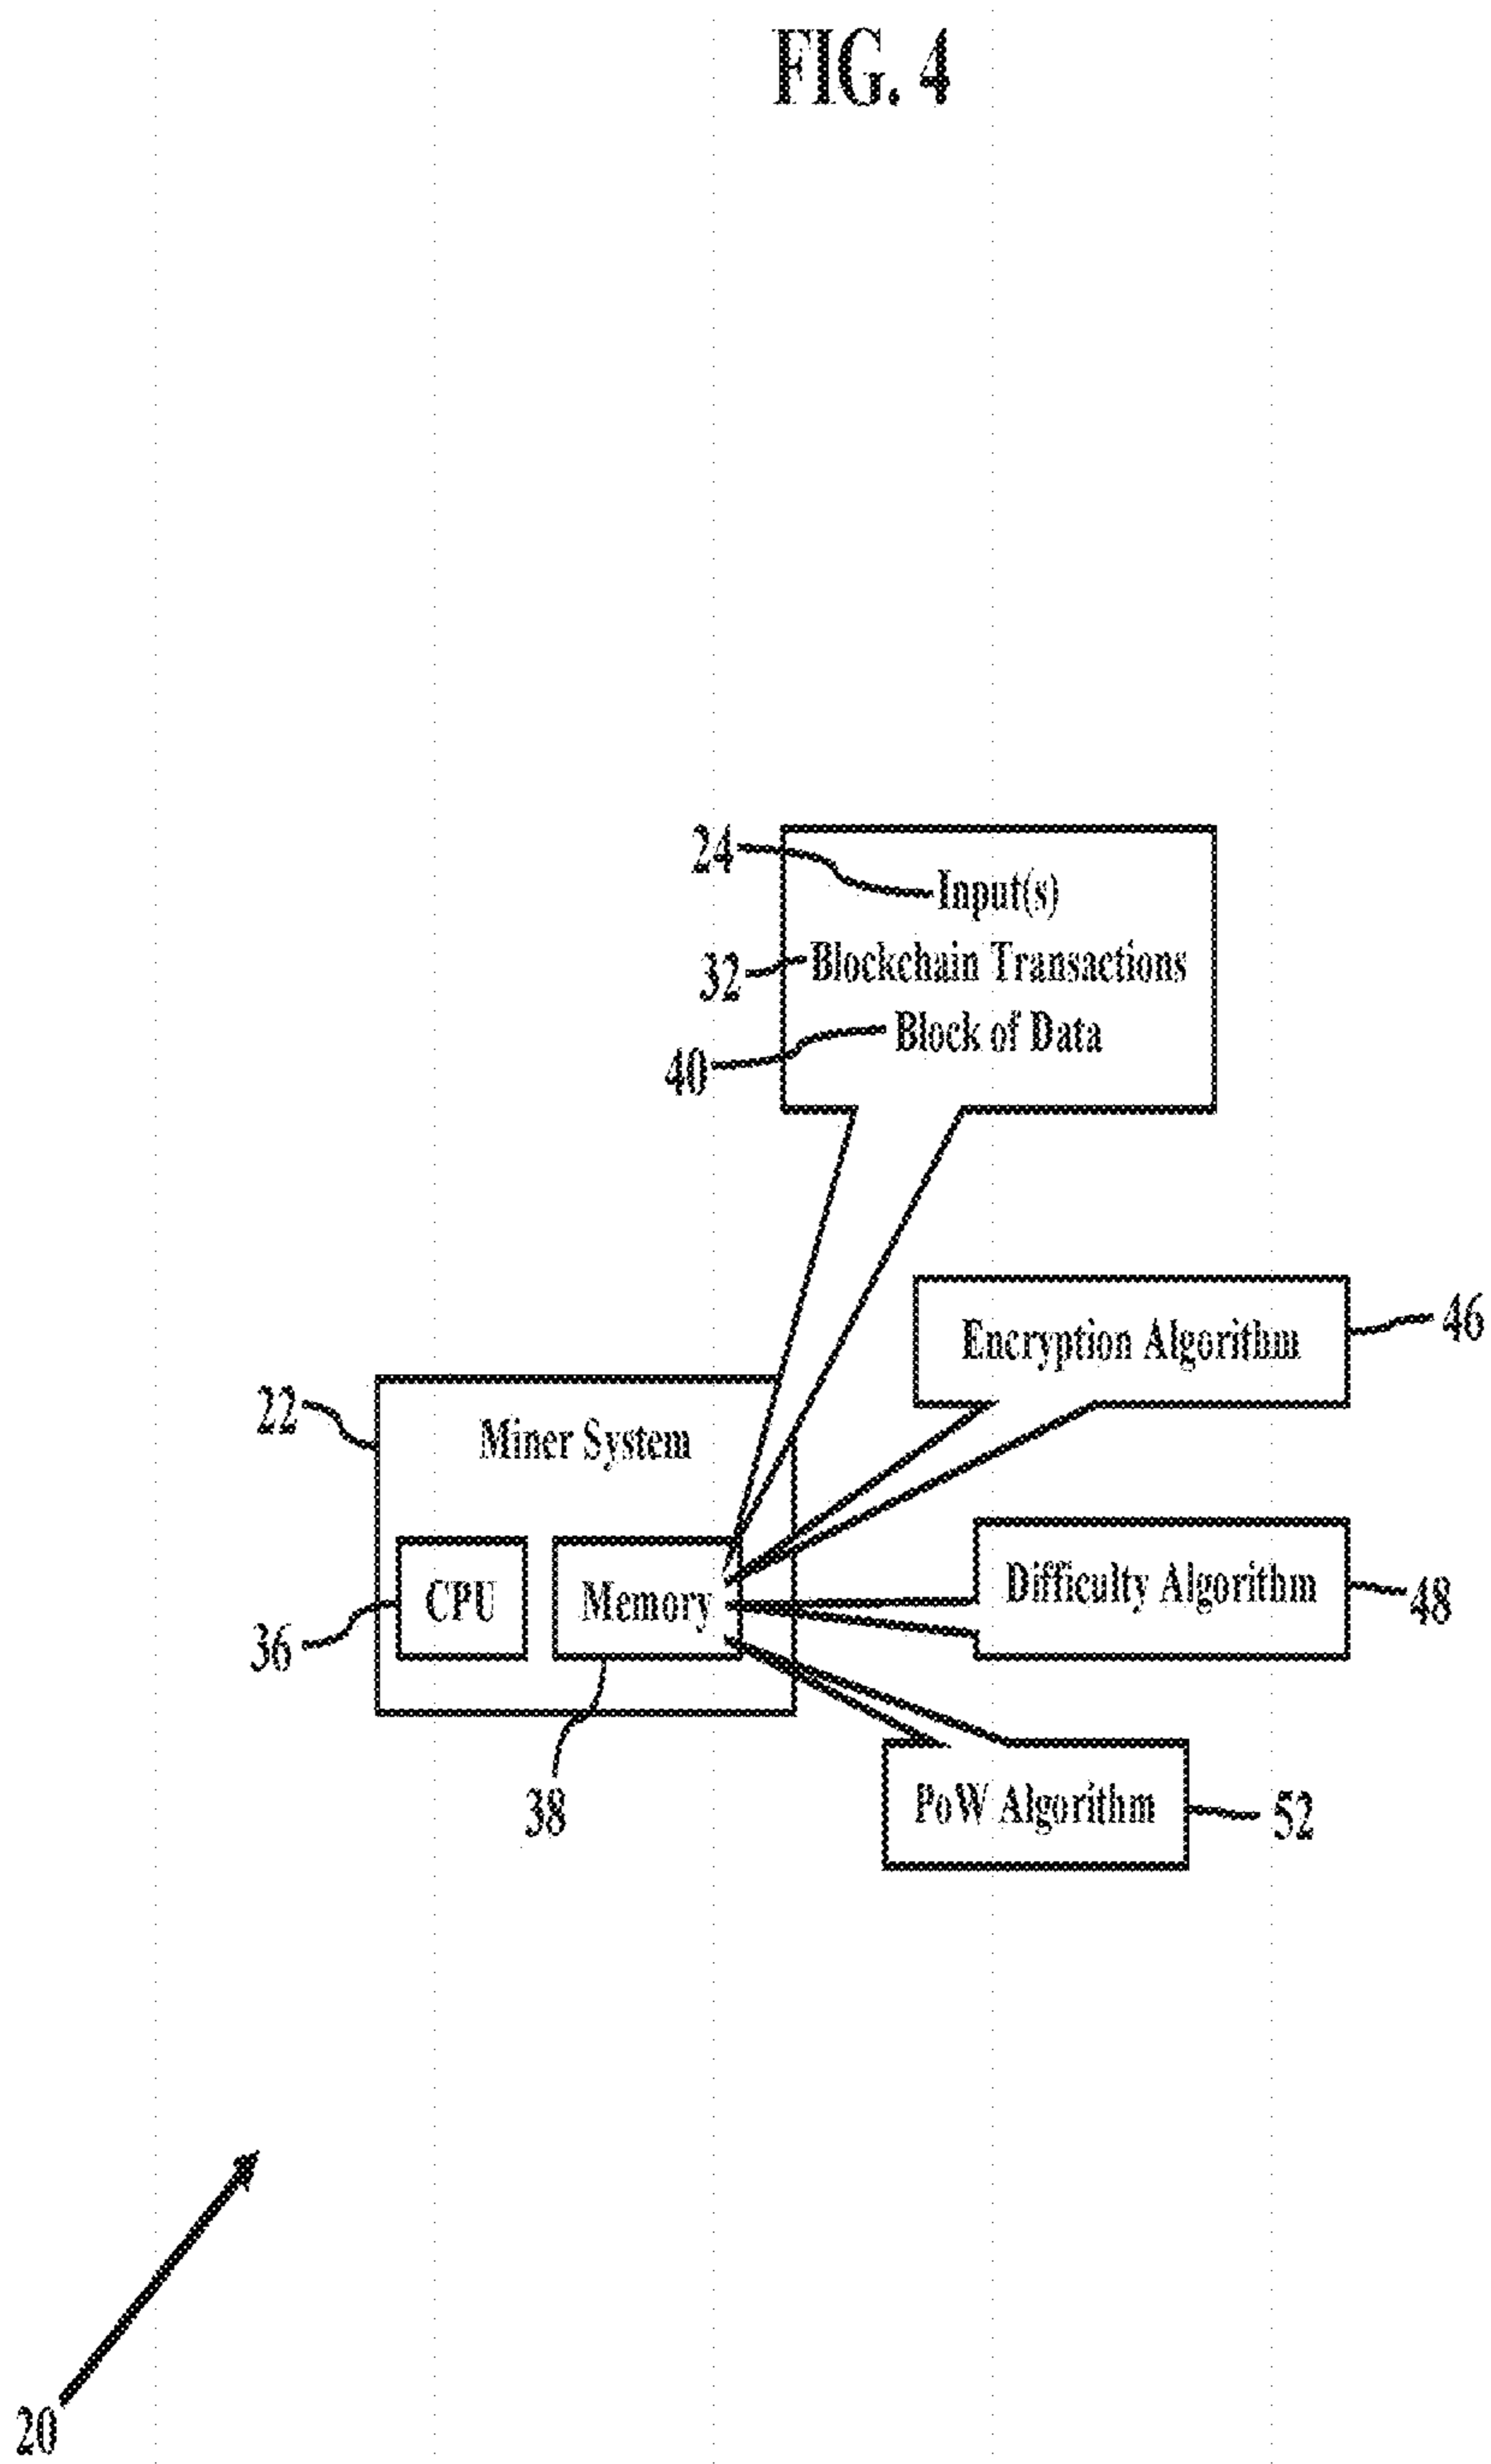 FIG. 4
24
Input(s)
32
Blockchain Transactions
40
Block of Data
Encryption Algorithm
46
22
Miner System
36
CPU
Memory
Difficulty Algorithm
48
38
PoW Algorithm
52
20